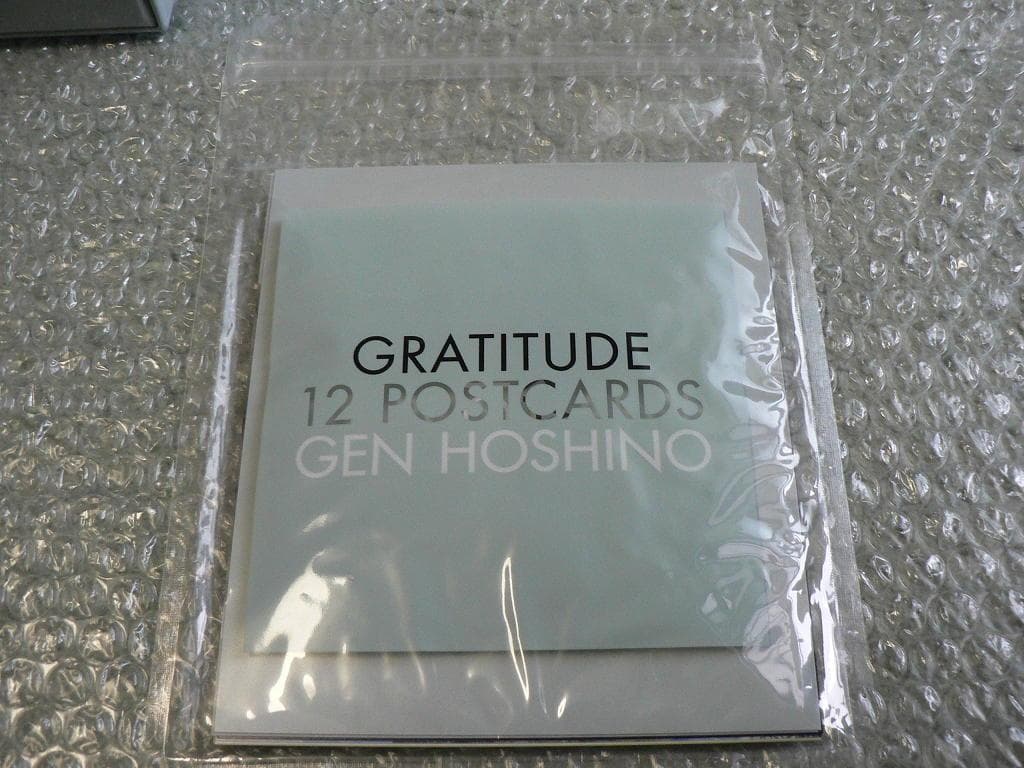 GRATITUDE
12 POSTCARDS
GEN HOSHINO